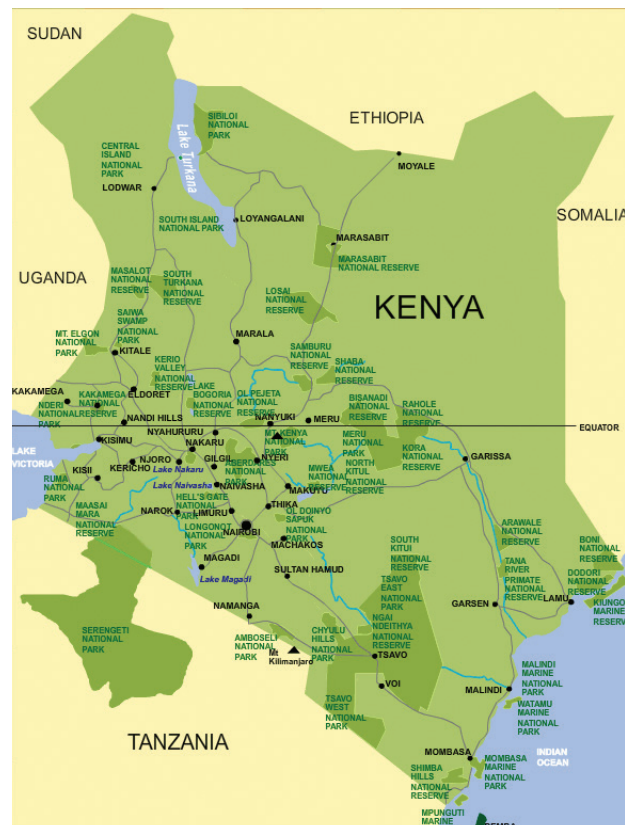 SUDAN
ETHIOPIA
SIBILOI
NATIONAL
PARK
Lake Turkana
CENTRAL
ISLAND
NATIONAL
PARK
MOYALE
LODWAR
SOUTH ISLAND
NATIONAL PARK
LOYANGALANI
SOMALIA
MARASABIT
MARASABIT
NATIONAL RESERVE
UGANDA
MASALOT
NATIONAL
RESERVE
SOUTH
TURKANA
NATIONAL
RESERVE
LOSAI
NATIONAL
RESERVE
KENYA
SAIWA
SWAMP
NATIONAL
PARK
MT. ELGON
NATIONAL
PARK
KITALE
MARALA
SAMBURU
NATIONAL
RESERVE
SHABA
NATIONAL
RESERVE
KERIO
VALLEY
NATIONAL
RESERVE
LAKE
BOGORIA
NATIONAL
RESERVE
OL PEJETA
NATIONAL
RESERVE
KAKAMEGA
KAKAMEGA
NATIONAL
RESERVE
ELDORET
NDERI
NATIONAL
BISANADI
NATIONAL
RESERVE
RAHOLE
NATIONAL
RESERVE
NANDI HILLS
NANYUKI
MERU
EQUATOR
NYAHURURU
KISIMU
MT.KENYA
NATIONAL
PARK
MERU
NATIONAL
PARK
KORA
NATIONAL
RESERVE
LAKE
VICTORIA
NAKARU
NJORO
GILGIL
NYERI
NORTH
KITUI
NATIONAL
RESERVE
GARISSA
KISII
KERICHO
Lake Nakaru
ABERDARES
NATIONAL
PARK
MWEA
NATIONAL
RESERVE
RUMA
NATIONAL
PARK
Lake Naivasha
NAIVASHA
MAKUYU
MAASAI
MARA
NATIONAL
RESERVE
HELL'S GATE
NATIONAL
PARK
THIKA
NAROK
LIMURU
OL DOINYO
SAPUK
NATIONAL
PARK
LONGONOT
NATIONAL
PARK
NAIROBI
MACHAKOS
ARAWALE
NATIONAL
RESERVE
SOUTH
KITUI
NATIONAL
RESERVE
BONI
NATIONAL
RESERVE
MAGADI
Lake Magadi
SULTAN HAMUD
TSAVO
EAST
NATIONAL
PARK
TANA
RIVER
PRIMATE
NATIONAL
RESERVE
DODORI
NATIONAL
RESERVE
LAMU
KIUNGO
MARINE
RESERV
NAMANGA
GARSEN
NGAI
NDEITHYA
NATIONAL
RESERVE
SERENGETI
NATIONAL
PARK
AMBOSELI
NATIONAL
PARK
Mt
Kilimanjaro
CHYULU
HILLS
NATIONAL
PARK
TSAVO
MALINDI
MARINE
NATIONAL
PARK
VOI
MALINDI
TSAVO
WEST
NATIONAL
PARK
WATAMU
MARINE
NATIONAL
PARK
TANZANIA
MOMBASA
INDIAN
OCEAN
MOMBASA
MARINE
NATIONAL
PARK
SHIMBA
HILLS
NATIONAL
RESERVE
MPUNGUTI
MARINE